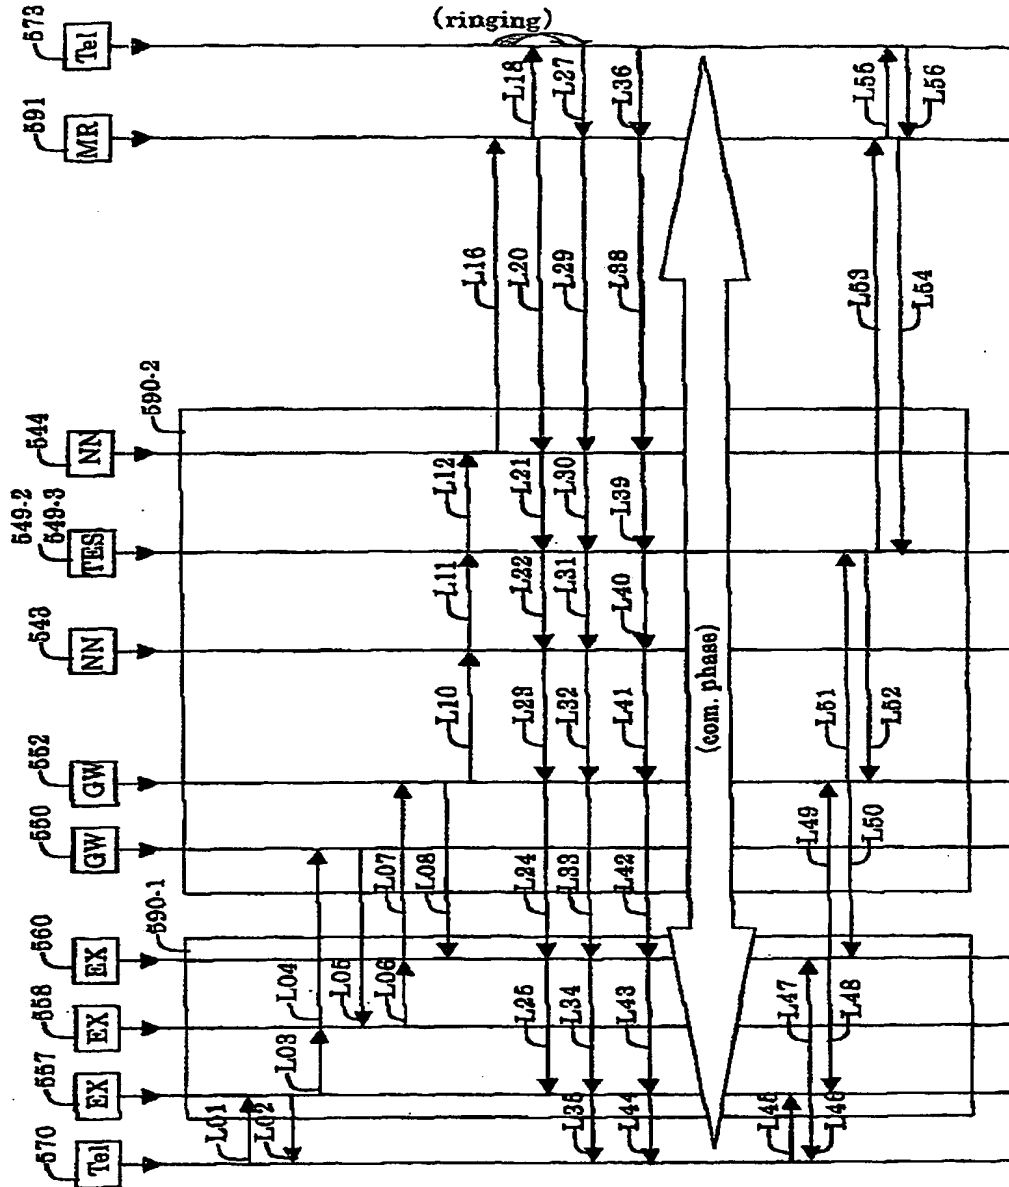 570 557 558 560 550 552 543 549-2 544 591 573
549-3
Tel EX EX EX GW GW NN TES NN MR Tel
590-1 590-2
L01
L02
L03 L04
L05
L06 L07
L08
L10 L11 L12
L16
(ringing)
L18
L25 L24 L23 L22 L21 L20
L27
L35 L34 L33 L32 L31 L30 L29
L36
L44 L43 L42 L41 L40 L39 L38
(com. phase)
L45
L46 L47
L48 L49
L50 L51
L52
L53
L54
L55
L56